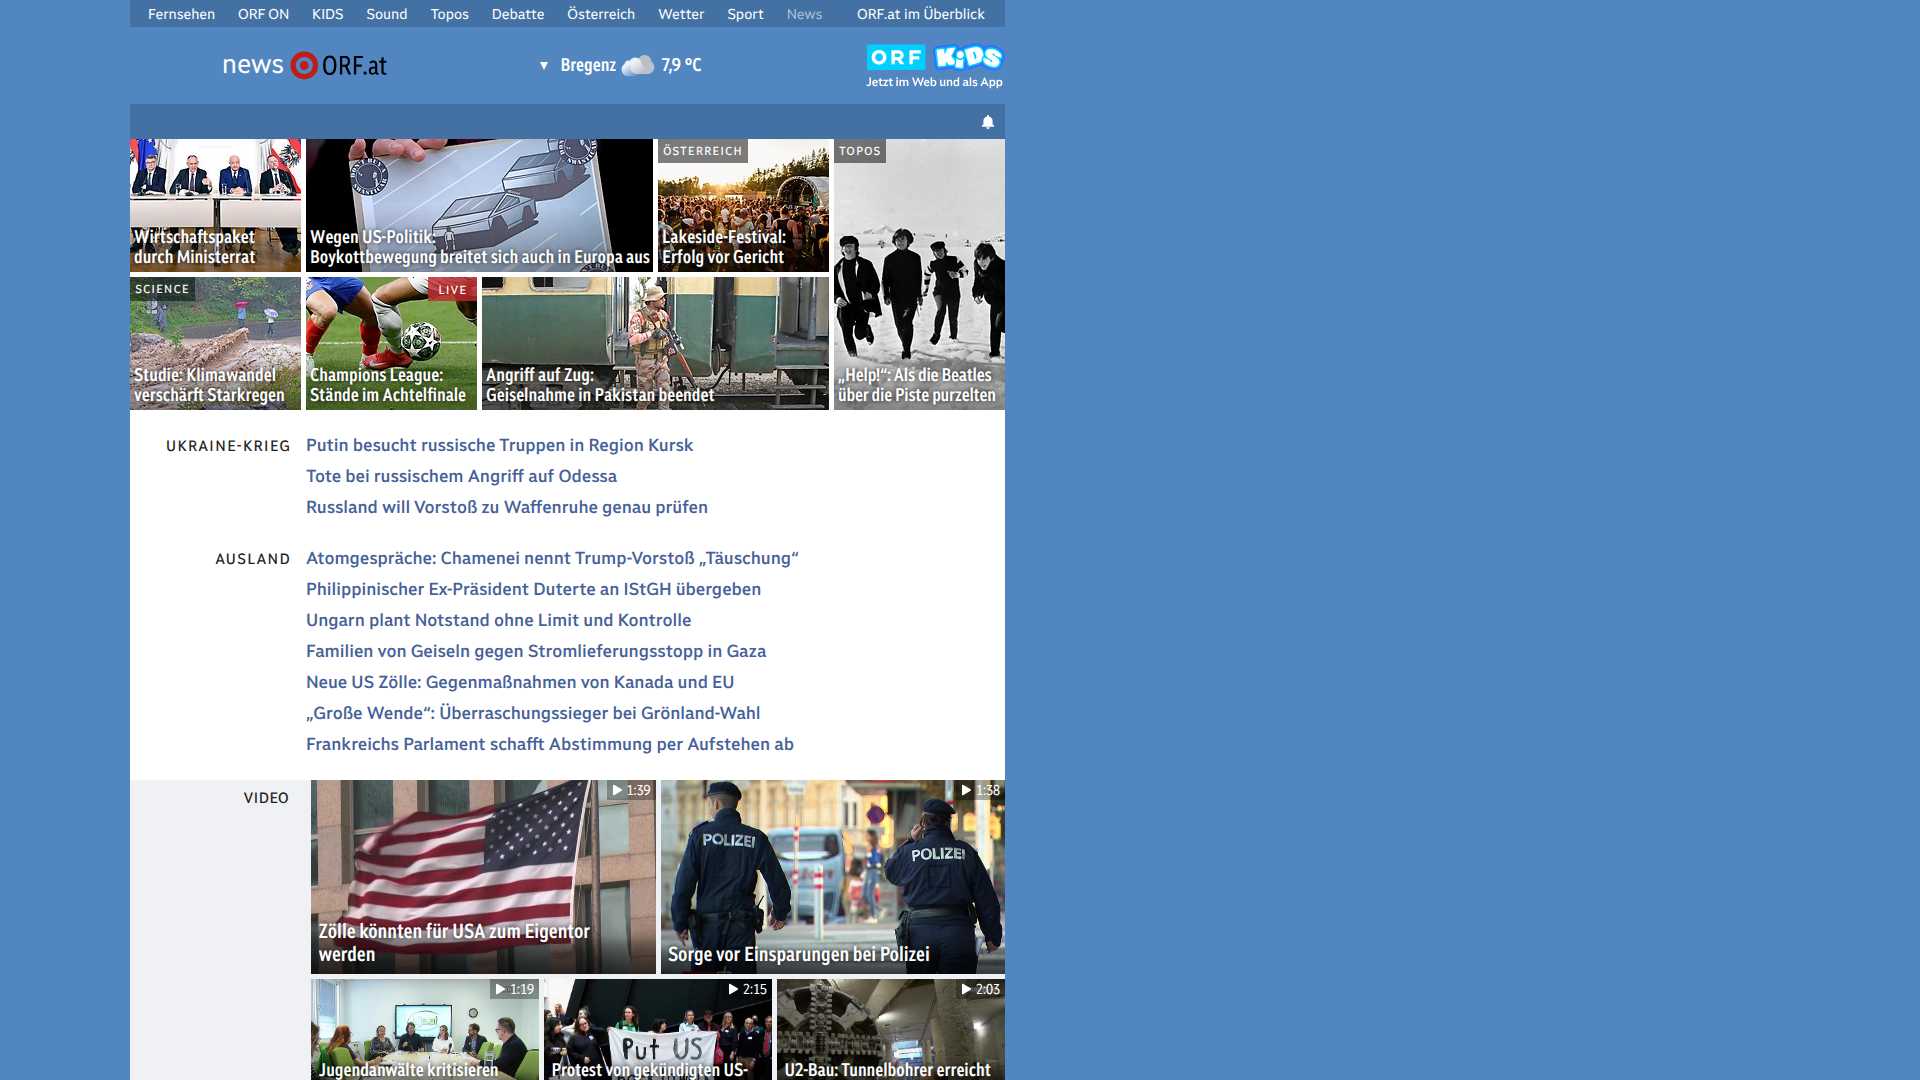 Fernsehen ORF ON KIDS Sound Topos Debatte Österreich Wetter Sport News ORF.at im Überblick
news ORF.at
▼ Bregenz 7,9 °C
ORF KiDS
Jetzt im Web und als App
Wirtschaftspaket
durch Ministerrat
Wegen US-Politik:
Boykottbewegung breitet sich auch in Europa aus
ÖSTERREICH
Lakeside-Festival:
Erfolg vor Gericht
TOPOS
„Help!“: Als die Beatles
über die Piste purzelten
SCIENCE
Studie: Klimawandel
verschärft Starkregen
LIVE
Champions League:
Stände im Achtelfinale
Angriff auf Zug:
Geiselnahme in Pakistan beendet
UKRAINE-KRIEG
Putin besucht russische Truppen in Region Kursk
Tote bei russischem Angriff auf Odessa
Russland will Vorstoß zu Waffenruhe genau prüfen
AUSLAND
Atomgespräche: Chamenei nennt Trump-Vorstoß „Täuschung“
Philippinischer Ex-Präsident Duterte an IStGH übergeben
Ungarn plant Notstand ohne Limit und Kontrolle
Familien von Geiseln gegen Stromlieferungsstopp in Gaza
Neue US Zölle: Gegenmaßnahmen von Kanada und EU
„Große Wende“: Überraschungssieger bei Grönland-Wahl
Frankreichs Parlament schafft Abstimmung per Aufstehen ab
VIDEO
1:39
Zölle könnten für USA zum Eigentor
werden
1:38
POLIZEI
POLIZEI
Sorge vor Einsparungen bei Polizei
1:19
Jugendanwälte kritisieren
2:15
Put US
Protest von gekündigten US-
2:03
U2-Bau: Tunnelbohrer erreicht